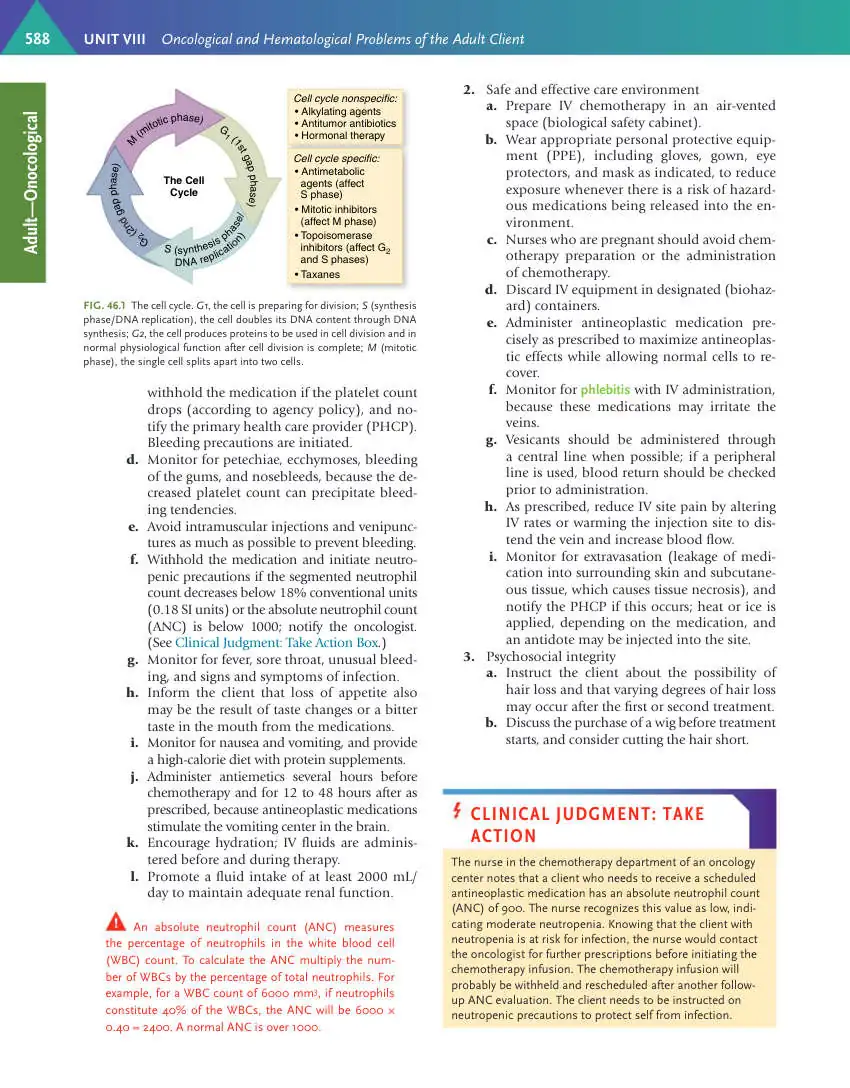 588 UNIT VIII Oncological and Hematological Problems of the Adult Client
Adult—Onocological
M (mitotic phase)
G1 (1st gap phase)
The Cell
Cycle
G2 (2nd gap phase)
S (synthesis phase/
DNA replication)
Cell cycle nonspecific:
• Alkylating agents
• Antitumor antibiotics
• Hormonal therapy
Cell cycle specific:
• Antimetabolic
agents (affect
S phase)
• Mitotic inhibitors
(affect M phase)
• Topoisomerase
inhibitors (affect G2
and S phases)
• Taxanes
FIG. 46.1 The cell cycle. G1, the cell is preparing for division; S (synthesis
phase/DNA replication), the cell doubles its DNA content through DNA
synthesis; G2, the cell produces proteins to be used in cell division and in
normal physiological function after cell division is complete; M (mitotic
phase), the single cell splits apart into two cells.
withhold the medication if the platelet count
drops (according to agency policy), and no-
tify the primary health care provider (PHCP).
Bleeding precautions are initiated.
d. Monitor for petechiae, ecchymoses, bleeding
of the gums, and nosebleeds, because the de-
creased platelet count can precipitate bleed-
ing tendencies.
e. Avoid intramuscular injections and venipunc-
tures as much as possible to prevent bleeding.
f. Withhold the medication and initiate neutro-
penic precautions if the segmented neutrophil
count decreases below 18% conventional units
(0.18 SI units) or the absolute neutrophil count
(ANC) is below 1000; notify the oncologist.
(See Clinical Judgment: Take Action Box.)
g. Monitor for fever, sore throat, unusual bleed-
ing, and signs and symptoms of infection.
h. Inform the client that loss of appetite also
may be the result of taste changes or a bitter
taste in the mouth from the medications.
i. Monitor for nausea and vomiting, and provide
a high-calorie diet with protein supplements.
j. Administer antiemetics several hours before
chemotherapy and for 12 to 48 hours after as
prescribed, because antineoplastic medications
stimulate the vomiting center in the brain.
k. Encourage hydration; IV fluids are adminis-
tered before and during therapy.
l. Promote a fluid intake of at least 2000 mL/
day to maintain adequate renal function.
An absolute neutrophil count (ANC) measures
the percentage of neutrophils in the white blood cell
(WBC) count. To calculate the ANC multiply the num-
ber of WBCs by the percentage of total neutrophils. For
example, for a WBC count of 6000 mm3, if neutrophils
constitute 40% of the WBCs, the ANC will be 6000 ×
0.40 = 2400. A normal ANC is over 1000.
2. Safe and effective care environment
a. Prepare IV chemotherapy in an air-vented
space (biological safety cabinet).
b. Wear appropriate personal protective equip-
ment (PPE), including gloves, gown, eye
protectors, and mask as indicated, to reduce
exposure whenever there is a risk of hazard-
ous medications being released into the en-
vironment.
c. Nurses who are pregnant should avoid chem-
otherapy preparation or the administration
of chemotherapy.
d. Discard IV equipment in designated (biohaz-
ard) containers.
e. Administer antineoplastic medication pre-
cisely as prescribed to maximize antineoplas-
tic effects while allowing normal cells to re-
cover.
f. Monitor for phlebitis with IV administration,
because these medications may irritate the
veins.
g. Vesicants should be administered through
a central line when possible; if a peripheral
line is used, blood return should be checked
prior to administration.
h. As prescribed, reduce IV site pain by altering
IV rates or warming the injection site to dis-
tend the vein and increase blood flow.
i. Monitor for extravasation (leakage of medi-
cation into surrounding skin and subcutane-
ous tissue, which causes tissue necrosis), and
notify the PHCP if this occurs; heat or ice is
applied, depending on the medication, and
an antidote may be injected into the site.
3. Psychosocial integrity
a. Instruct the client about the possibility of
hair loss and that varying degrees of hair loss
may occur after the first or second treatment.
b. Discuss the purchase of a wig before treatment
starts, and consider cutting the hair short.
CLINICAL JUDGMENT: TAKE
ACTION
The nurse in the chemotherapy department of an oncology
center notes that a client who needs to receive a scheduled
antineoplastic medication has an absolute neutrophil count
(ANC) of 900. The nurse recognizes this value as low, indi-
cating moderate neutropenia. Knowing that the client with
neutropenia is at risk for infection, the nurse would contact
the oncologist for further prescriptions before initiating the
chemotherapy infusion. The chemotherapy infusion will
probably be withheld and rescheduled after another follow-
up ANC evaluation. The client needs to be instructed on
neutropenic precautions to protect self from infection.